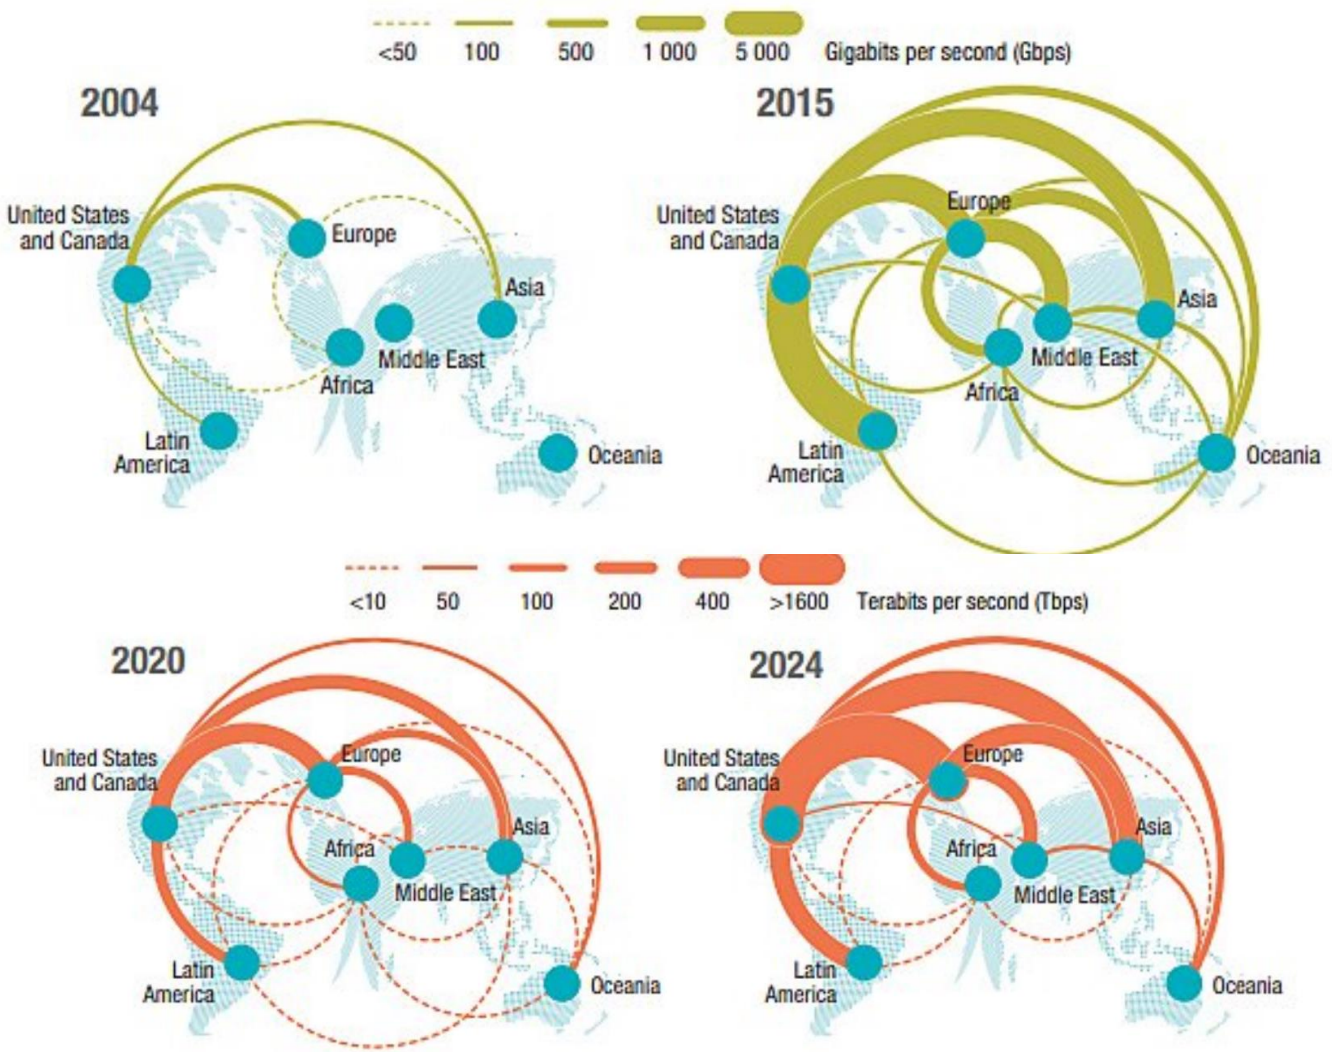 <50 100 500 1 000 5 000 Gigabits per second (Gbps)
2004
United States
and Canada
Europe
Asia
Middle East
Africa
Latin
America
Oceania
2015
United States
and Canada
Europe
Asia
Middle East
Africa
Latin
America
Oceania
<10 50 100 200 400 >1600 Terabits per second (Tbps)
2020
United States
and Canada
Europe
Asia
Africa
Middle East
Latin
America
Oceania
2024
United States
and Canada
Europe
Asia
Africa
Middle East
Latin
America
Oceania